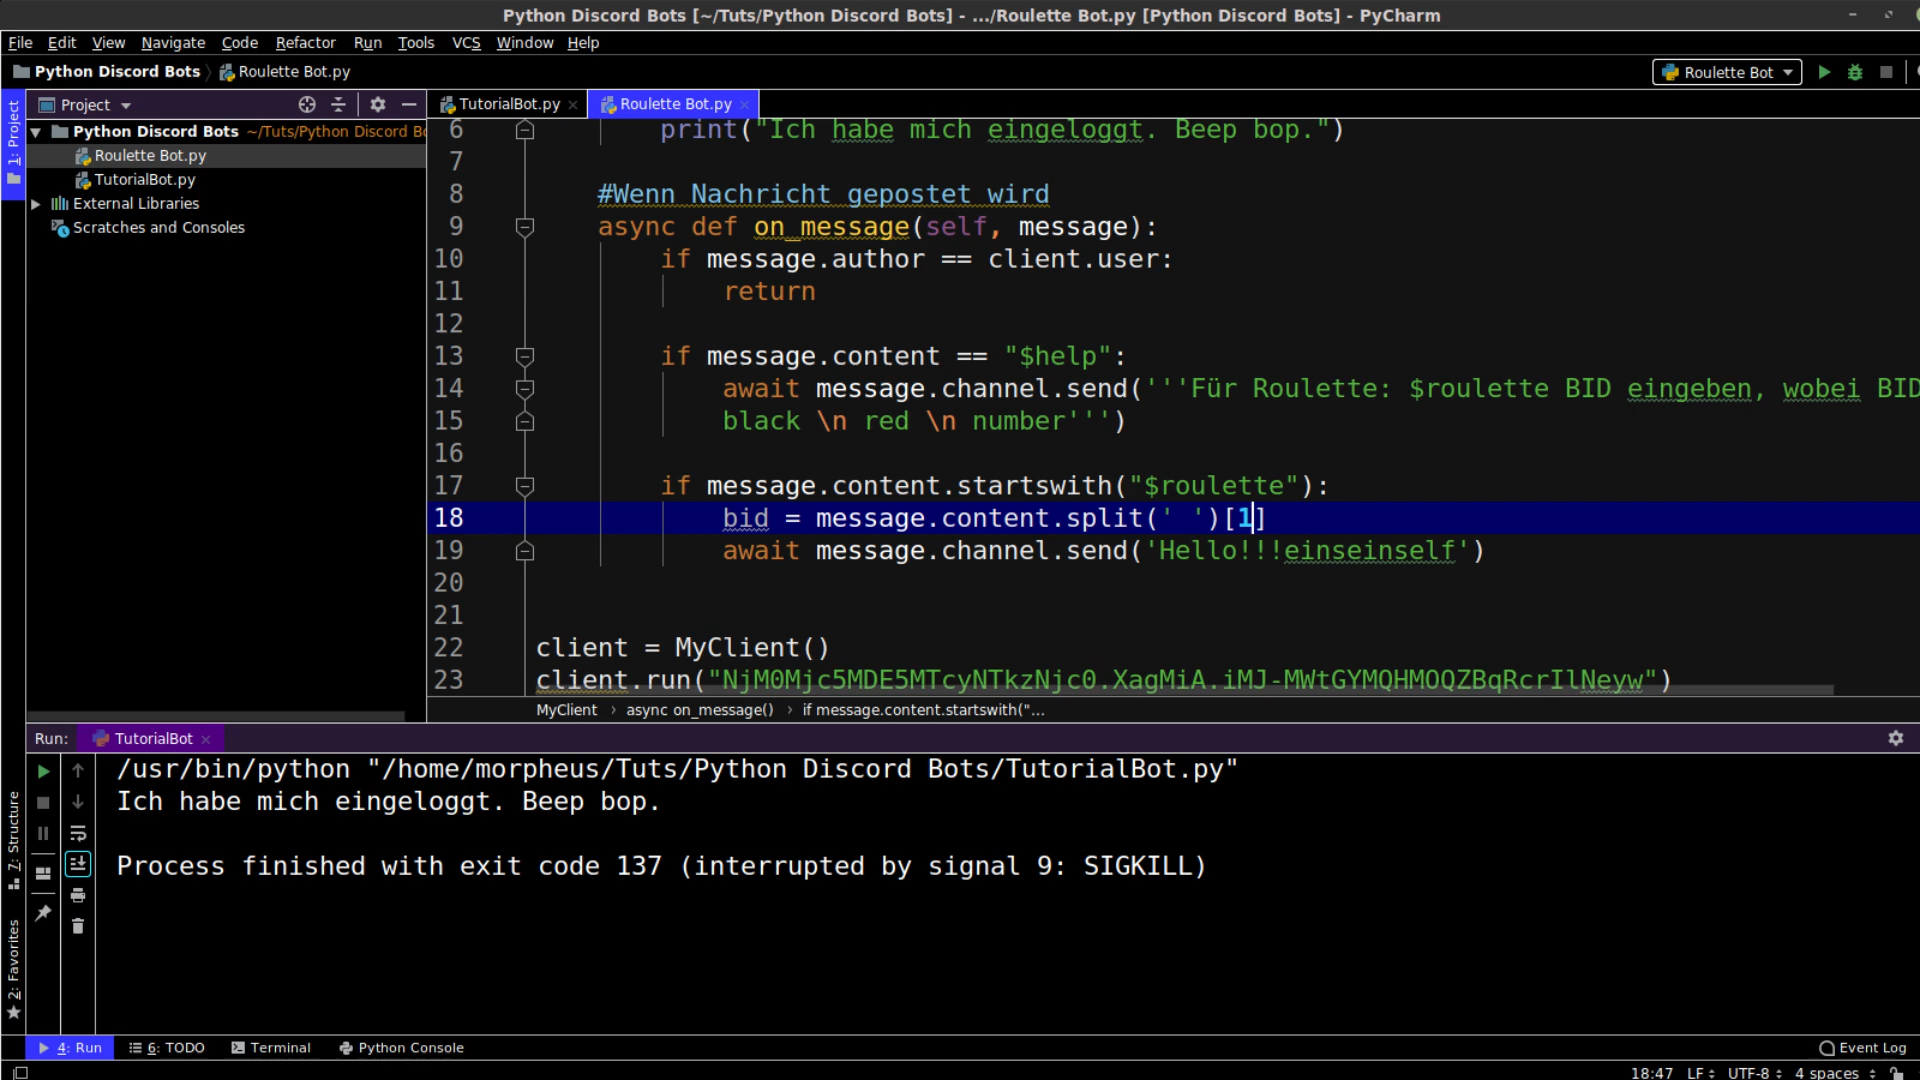 Python Discord Bots [~/Tuts/Python Discord Bots] - .../Roulette Bot.py [Python Discord Bots] - PyCharm
File Edit View Navigate Code Refactor Run Tools VCS Window Help
Python Discord Bots Roulette Bot.py
Roulette Bot
Project
TutorialBot.py
Roulette Bot.py
1: Project
Python Discord Bots ~/Tuts/Python Discord Bo
Roulette Bot.py
TutorialBot.py
External Libraries
Scratches and Consoles
6 print("Ich habe mich eingeloggt. Beep bop.")
7
8 #Wenn Nachricht gepostet wird
9 async def on_message(self, message):
10 if message.author == client.user:
11 return
12
13 if message.content == "$help":
14 await message.channel.send('''Für Roulette: $roulette BID eingeben, wobei BID
15 black \n red \n number''')
16
17 if message.content.startswith("$roulette"):
18 bid = message.content.split(' ')[1]
19 await message.channel.send('Hello!!!einseinself')
20
21
22 client = MyClient()
23 client.run("NjM0Mjc5MDE5MTcyNTkzNjc0.XagMiA.iMJ-MWtGYMQHMOQZBqRcrIlNeyw")
MyClient › async on_message() › if message.content.startswith("...
Run: TutorialBot
/usr/bin/python "/home/morpheus/Tuts/Python Discord Bots/TutorialBot.py"
Ich habe mich eingeloggt. Beep bop.
Process finished with exit code 137 (interrupted by signal 9: SIGKILL)
7: Structure
2: Favorites
4: Run 6: TODO Terminal Python Console Event Log
18:47 LF UTF-8 4 spaces